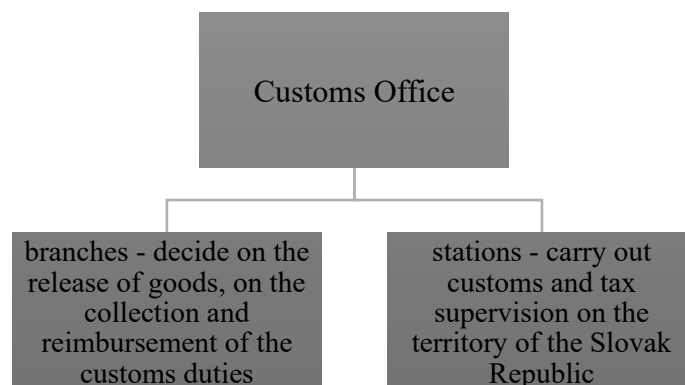 Customs Office
branches - decide on the
release of goods, on the
collection and
reimbursement of the
customs duties
stations - carry out
customs and tax
supervision on the
territory of the Slovak
Republic